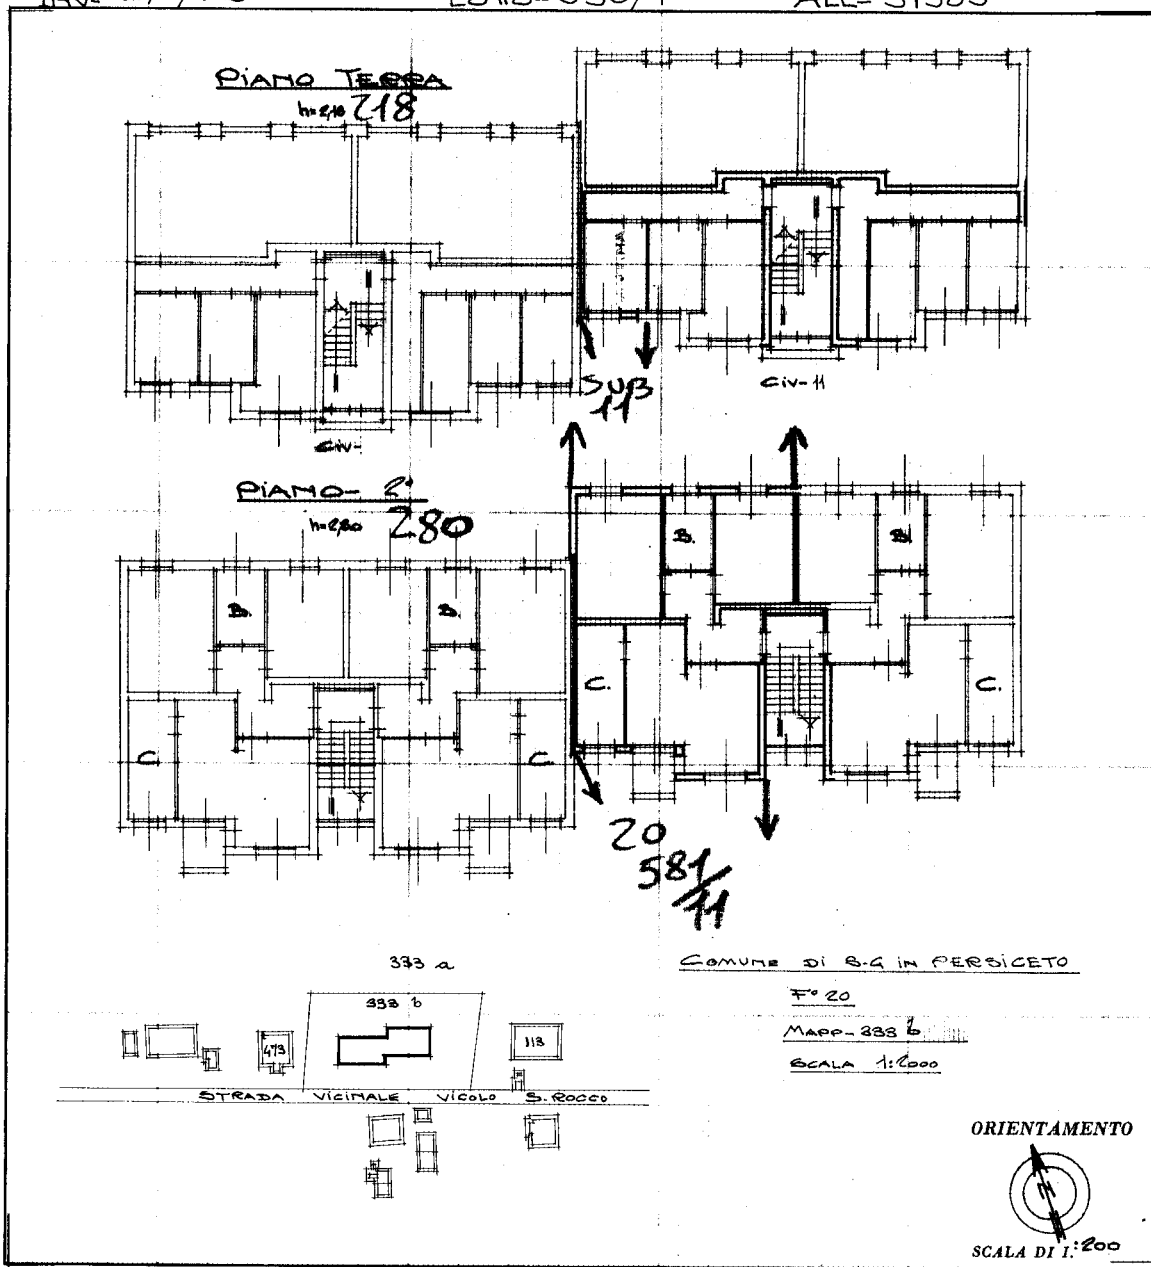 PIANO TERRA
h=2,18 218
CIV-11
SUB
11
CIV-
PIANO- 2°
h=2,80 280
B.
B.
B.
B.
C.
C.
C.
C.
20
581/11
333 a
333 b
473
113
STRADA VICINALE VICOLO S. ROCCO
COMUNE DI S.G IN PERSICETO
F° 20
MAPP- 333 b
SCALA 1:2000
ORIENTAMENTO
N
SCALA DI 1:200